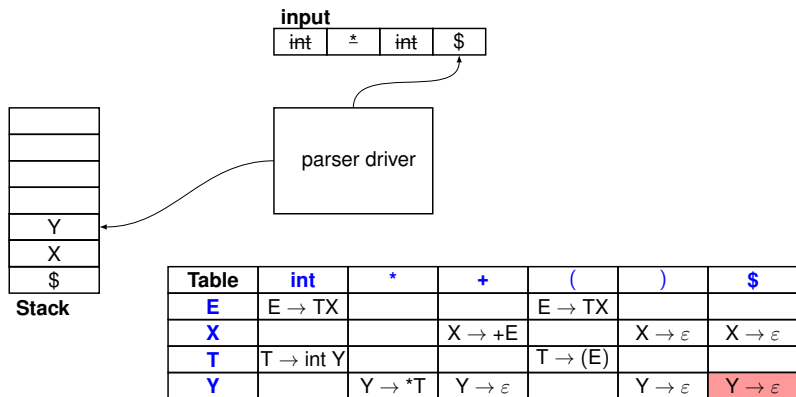 input
int * int $
parser driver
Y
X
$
Stack
Table int * + ( ) $
E E → TX E → TX
X X → +E X → ε X → ε
T T → int Y T → (E)
Y Y → *T Y → ε Y → ε Y → ε